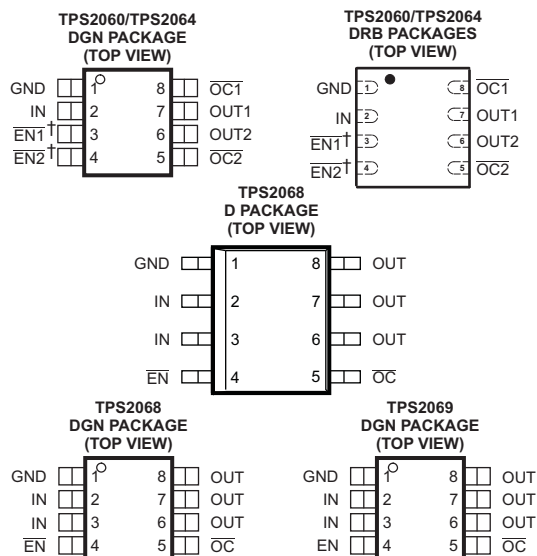 TPS2060/TPS2064
DGN PACKAGE
(TOP VIEW)
GND 1 8 OC1
IN 2 7 OUT1
EN1† 3 6 OUT2
EN2† 4 5 OC2
TPS2060/TPS2064
DRB PACKAGES
(TOP VIEW)
GND 1 8 OC1
IN 2 7 OUT1
EN1† 3 6 OUT2
EN2† 4 5 OC2
TPS2068
D PACKAGE
(TOP VIEW)
GND 1 8 OUT
IN 2 7 OUT
IN 3 6 OUT
EN 4 5 OC
TPS2068
DGN PACKAGE
(TOP VIEW)
GND 1 8 OUT
IN 2 7 OUT
IN 3 6 OUT
EN 4 5 OC
TPS2069
DGN PACKAGE
(TOP VIEW)
GND 1 8 OUT
IN 2 7 OUT
IN 3 6 OUT
EN 4 5 OC